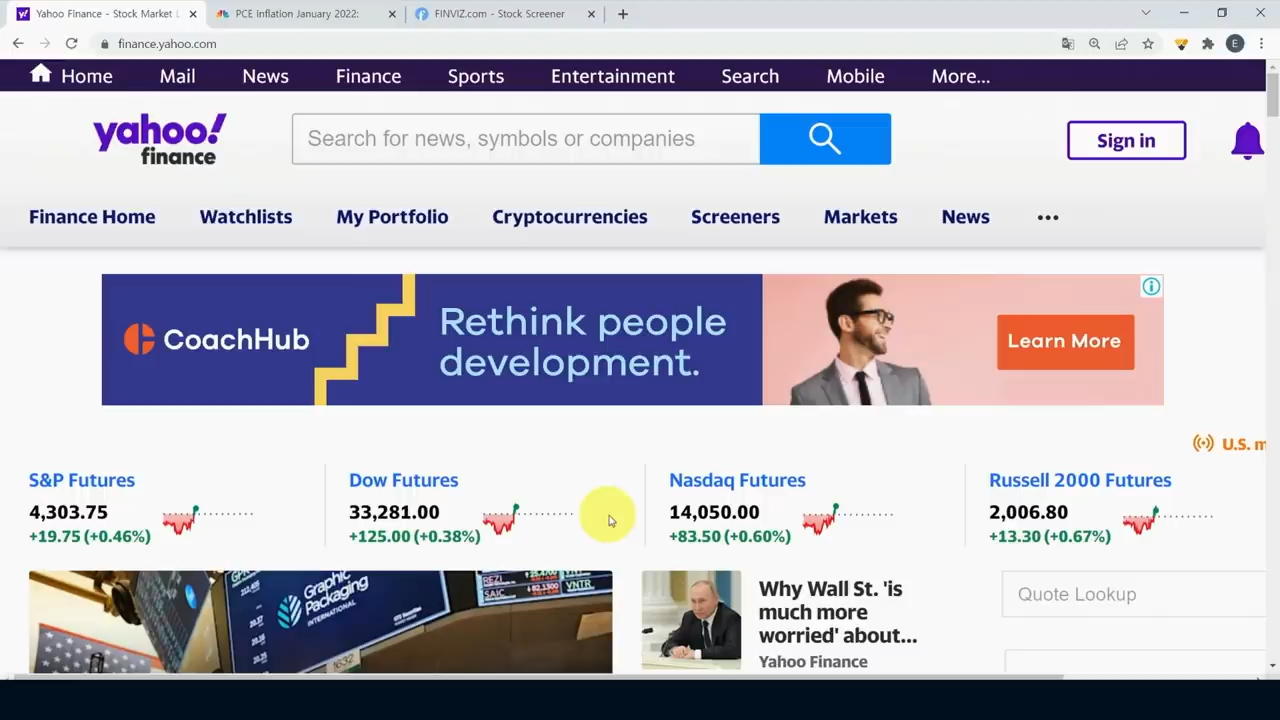 Yahoo Finance - Stock Market L
PCE Inflation January 2022:
FINVIZ.com - Stock Screener
finance.yahoo.com
E
Home Mail News Finance Sports Entertainment Search Mobile More...
yahoo!
finance
Search for news, symbols or companies
Sign in
Finance Home Watchlists My Portfolio Cryptocurrencies Screeners Markets News •••
CoachHub
Rethink people
development.
Learn More
U.S. m
S&P Futures
4,303.75
+19.75 (+0.46%)
Dow Futures
33,281.00
+125.00 (+0.38%)
Nasdaq Futures
14,050.00
+83.50 (+0.60%)
Russell 2000 Futures
2,006.80
+13.30 (+0.67%)
Graphic
Packaging
INTERNATIONAL
REZI
SAIC
VNTR
1632
Why Wall St. 'is
much more
worried' about...
Yahoo Finance
Quote Lookup